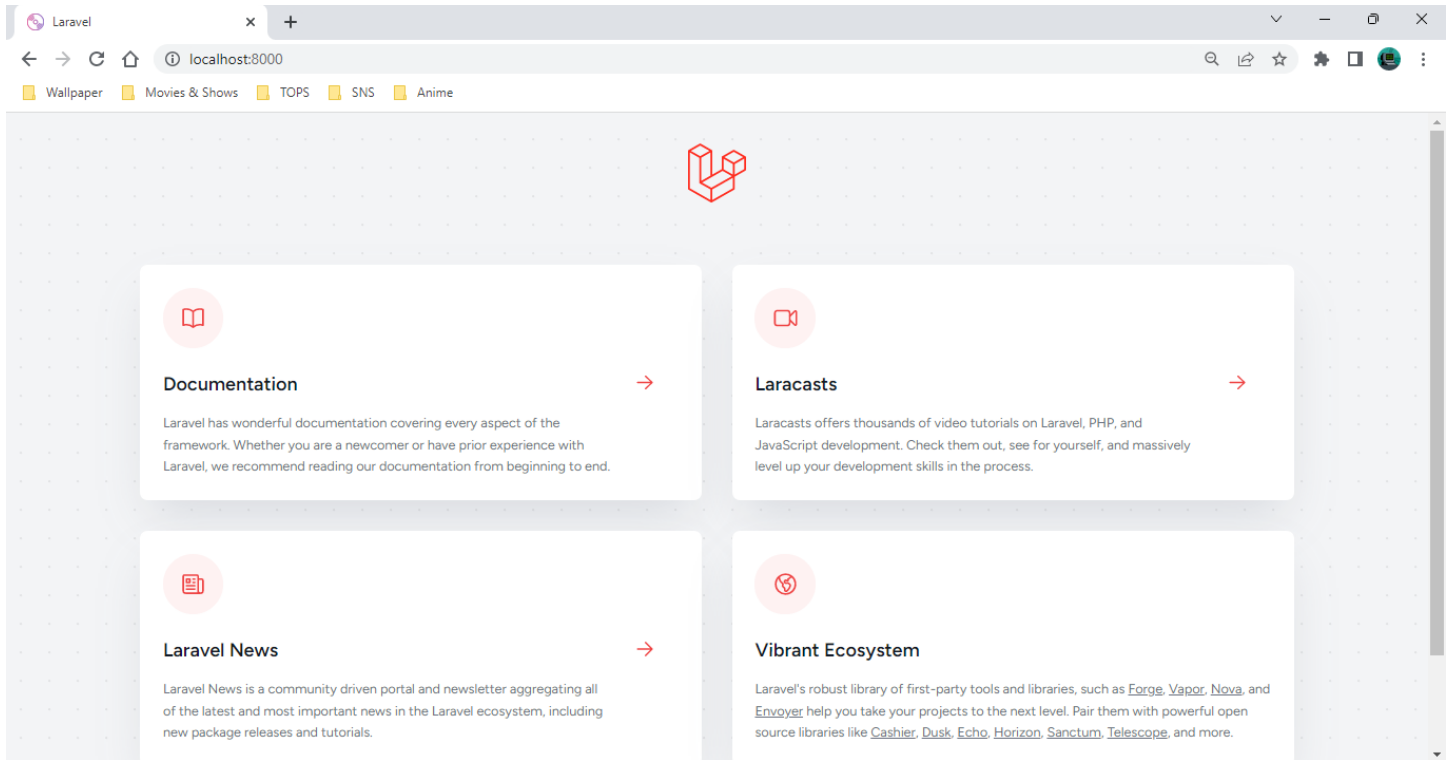 Laravel
localhost:8000
Wallpaper Movies & Shows TOPS SNS Anime
Documentation
Laravel has wonderful documentation covering every aspect of the
framework. Whether you are a newcomer or have prior experience with
Laravel, we recommend reading our documentation from beginning to end.
Laracasts
Laracasts offers thousands of video tutorials on Laravel, PHP, and
JavaScript development. Check them out, see for yourself, and massively
level up your development skills in the process.
Laravel News
Laravel News is a community driven portal and newsletter aggregating all
of the latest and most important news in the Laravel ecosystem, including
new package releases and tutorials.
Vibrant Ecosystem
Laravel's robust library of first-party tools and libraries, such as Forge, Vapor, Nova, and
Envoyer help you take your projects to the next level. Pair them with powerful open
source libraries like Cashier, Dusk, Echo, Horizon, Sanctum, Telescope, and more.